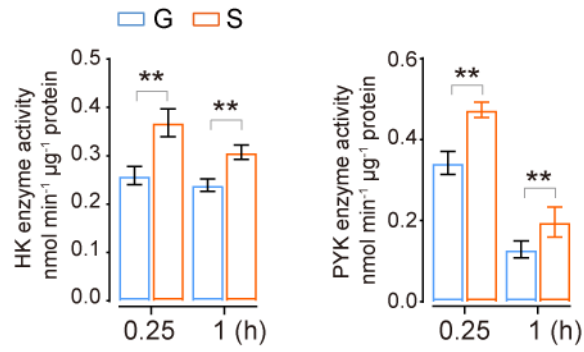 G S
HK enzyme activity
nmol min⁻¹ μg⁻¹ protein
0.5
0.4
0.3
0.2
0.1
0.0
**
**
0.25 1 (h)
PYK enzyme activity
nmol min⁻¹ μg⁻¹ protein
0.6
0.4
0.2
0.0
**
**
0.25 1 (h)